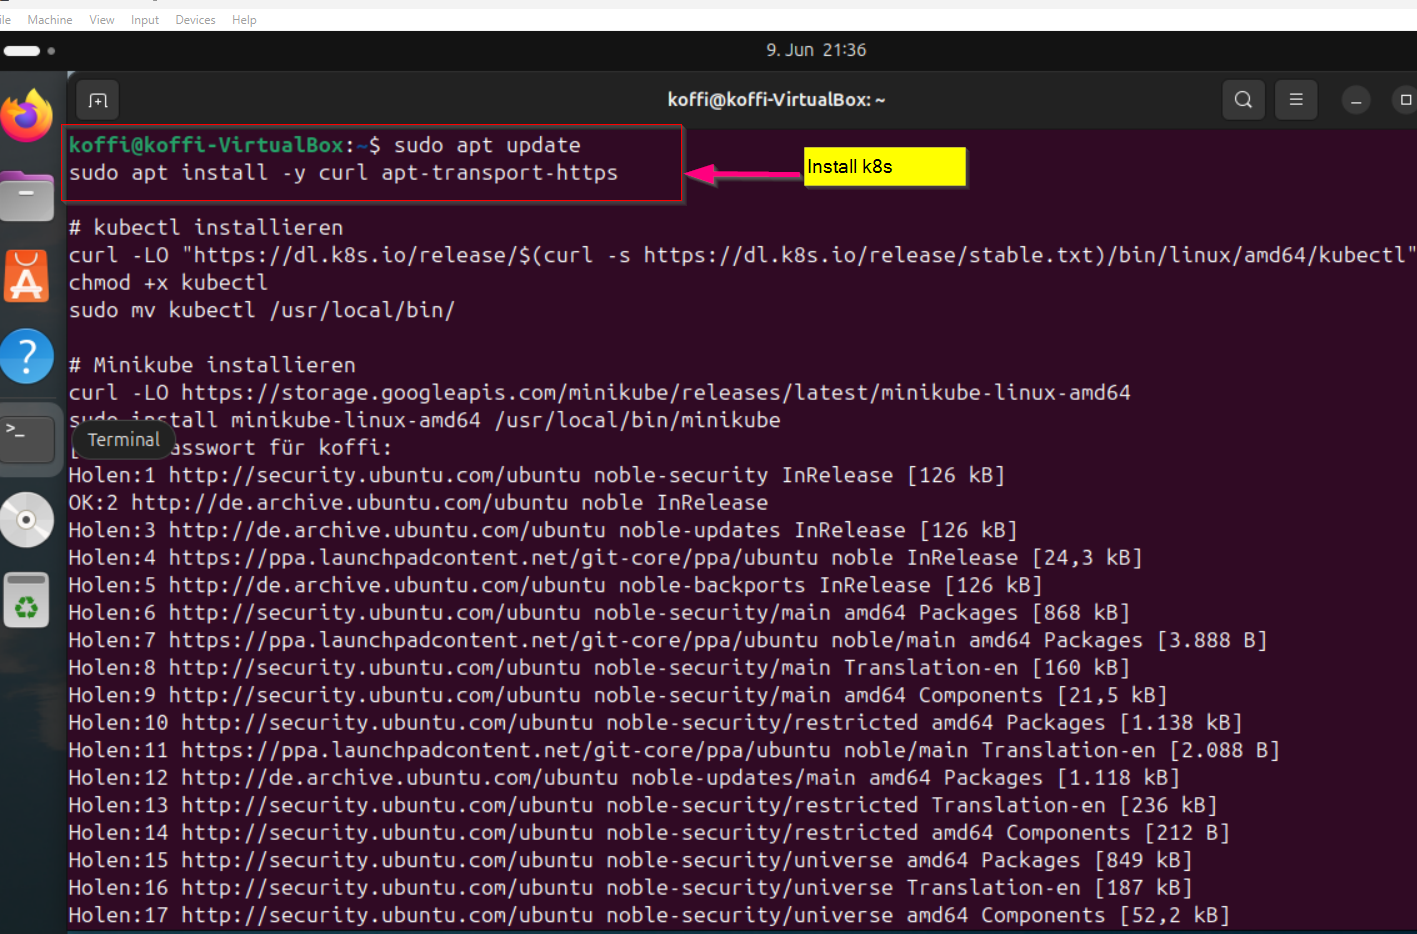 Machine View Input Devices Help
9. Jun 21:36
koffi@koffi-VirtualBox: ~
koffi@koffi-VirtualBox:~$ sudo apt update
sudo apt install -y curl apt-transport-https
Install k8s
# kubectl installieren
curl -LO "https://dl.k8s.io/release/$(curl -s https://dl.k8s.io/release/stable.txt)/bin/linux/amd64/kubectl"
chmod +x kubectl
sudo mv kubectl /usr/local/bin/
# Minikube installieren
curl -LO https://storage.googleapis.com/minikube/releases/latest/minikube-linux-amd64
sudo install minikube-linux-amd64 /usr/local/bin/minikube
Terminal
asswort für koffi:
Holen:1 http://security.ubuntu.com/ubuntu noble-security InRelease [126 kB]
OK:2 http://de.archive.ubuntu.com/ubuntu noble InRelease
Holen:3 http://de.archive.ubuntu.com/ubuntu noble-updates InRelease [126 kB]
Holen:4 https://ppa.launchpadcontent.net/git-core/ppa/ubuntu noble InRelease [24,3 kB]
Holen:5 http://de.archive.ubuntu.com/ubuntu noble-backports InRelease [126 kB]
Holen:6 http://security.ubuntu.com/ubuntu noble-security/main amd64 Packages [868 kB]
Holen:7 https://ppa.launchpadcontent.net/git-core/ppa/ubuntu noble/main amd64 Packages [3.888 B]
Holen:8 http://security.ubuntu.com/ubuntu noble-security/main Translation-en [160 kB]
Holen:9 http://security.ubuntu.com/ubuntu noble-security/main amd64 Components [21,5 kB]
Holen:10 http://security.ubuntu.com/ubuntu noble-security/restricted amd64 Packages [1.138 kB]
Holen:11 https://ppa.launchpadcontent.net/git-core/ppa/ubuntu noble/main Translation-en [2.088 B]
Holen:12 http://de.archive.ubuntu.com/ubuntu noble-updates/main amd64 Packages [1.118 kB]
Holen:13 http://security.ubuntu.com/ubuntu noble-security/restricted Translation-en [236 kB]
Holen:14 http://security.ubuntu.com/ubuntu noble-security/restricted amd64 Components [212 B]
Holen:15 http://security.ubuntu.com/ubuntu noble-security/universe amd64 Packages [849 kB]
Holen:16 http://security.ubuntu.com/ubuntu noble-security/universe Translation-en [187 kB]
Holen:17 http://security.ubuntu.com/ubuntu noble-security/universe amd64 Components [52,2 kB]